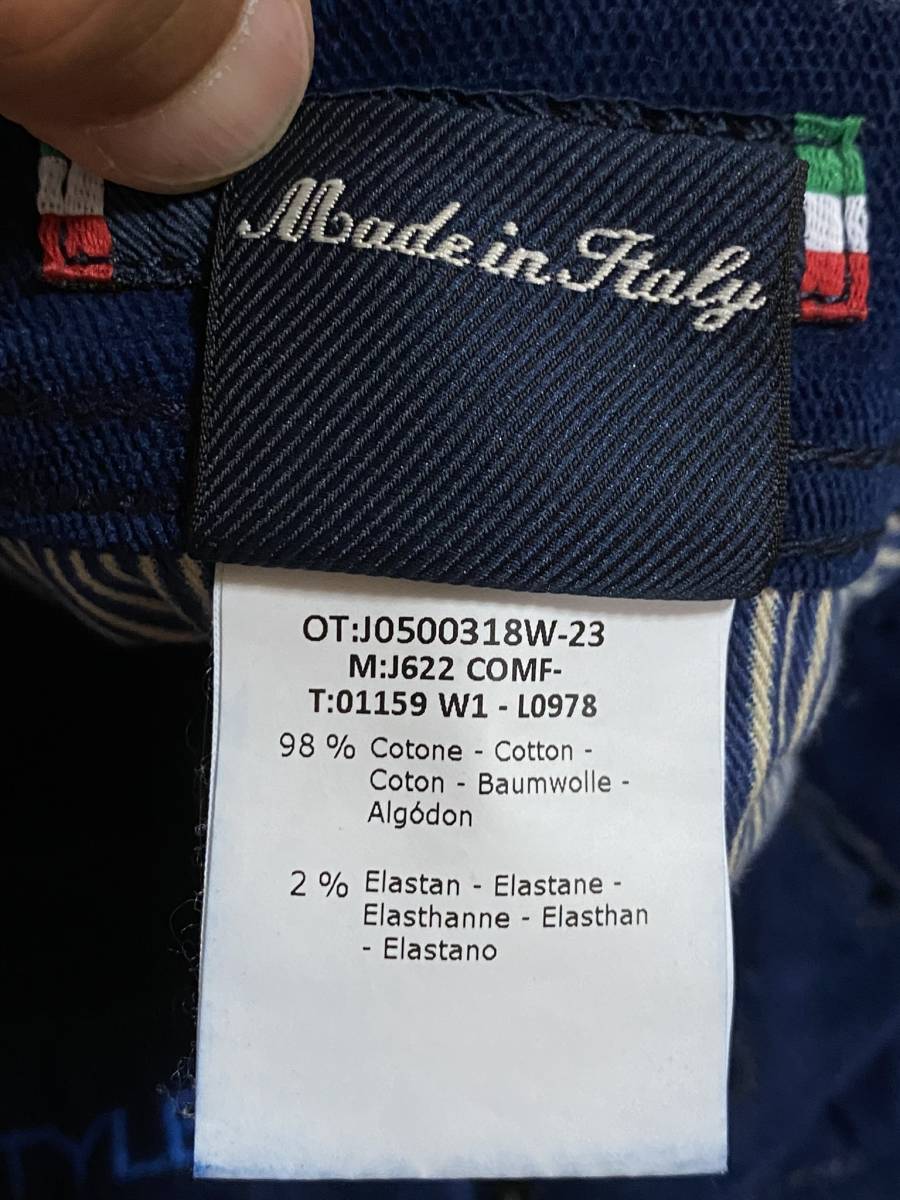 Made in Italy
OT:J0500318W-23
M:J622 COMF-
T:01159 W1 - L0978
98 % Cotone - Cotton -
Coton - Baumwolle -
Algódon
2 % Elastan - Elastane -
Elasthanne - Elasthan
- Elastano